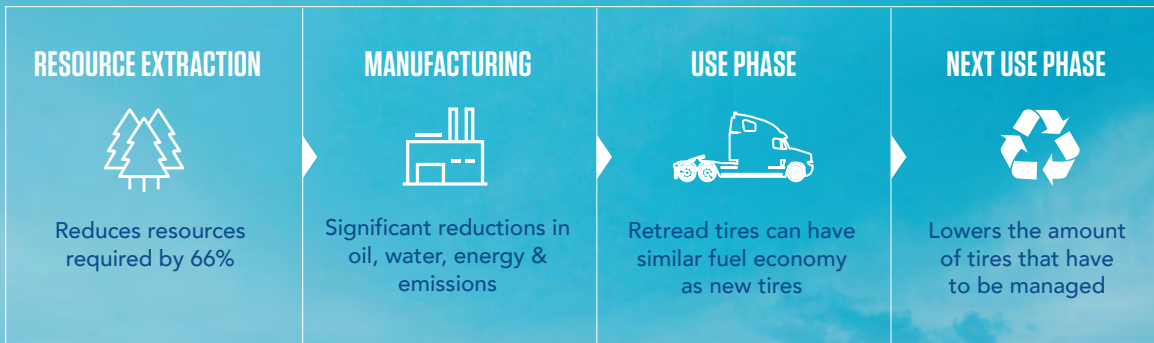 RESOURCE EXTRACTION
Reduces resources
required by 66%
MANUFACTURING
Significant reductions in
oil, water, energy &
emissions
USE PHASE
Retread tires can have
similar fuel economy
as new tires
NEXT USE PHASE
Lowers the amount
of tires that have
to be managed